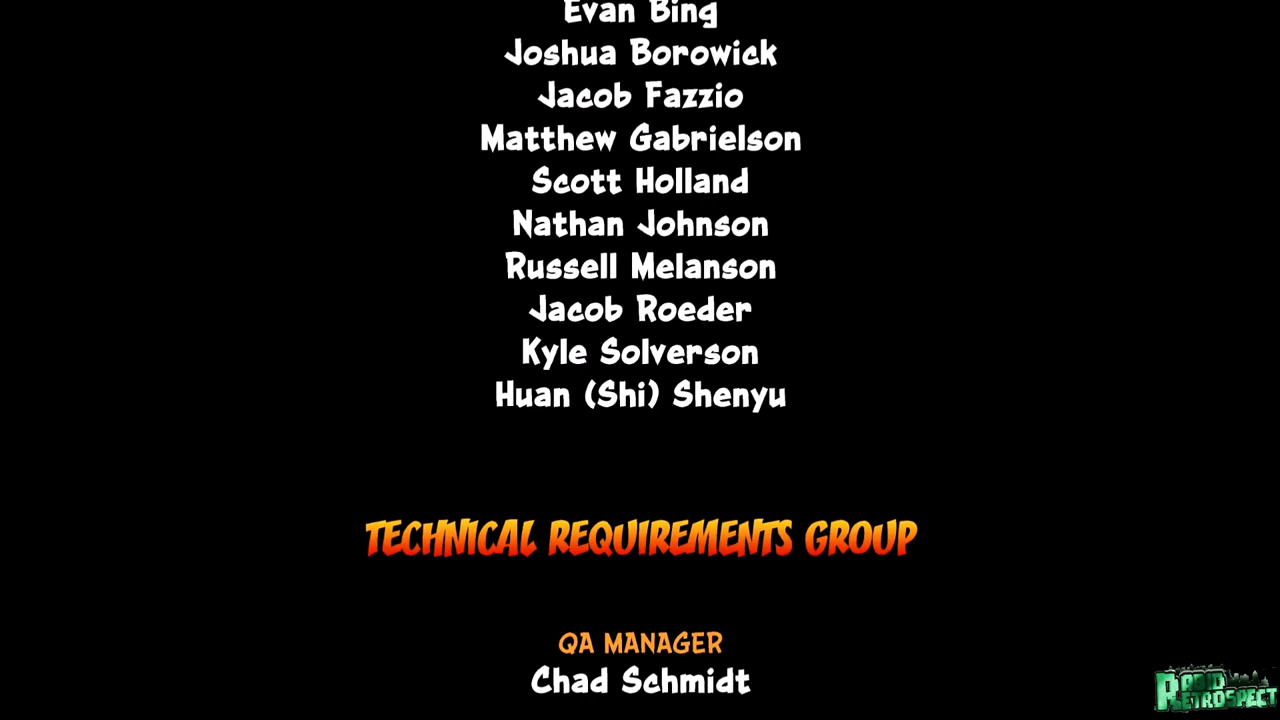 Evan Bing
Joshua Borowick
Jacob Fazzio
Matthew Gabrielson
Scott Holland
Nathan Johnson
Russell Melanson
Jacob Roeder
Kyle Solverson
Huan (Shi) Shenyu
TECHNICAL REQUIREMENTS GROUP
QA MANAGER
Chad Schmidt
RABID
RETROSPECT